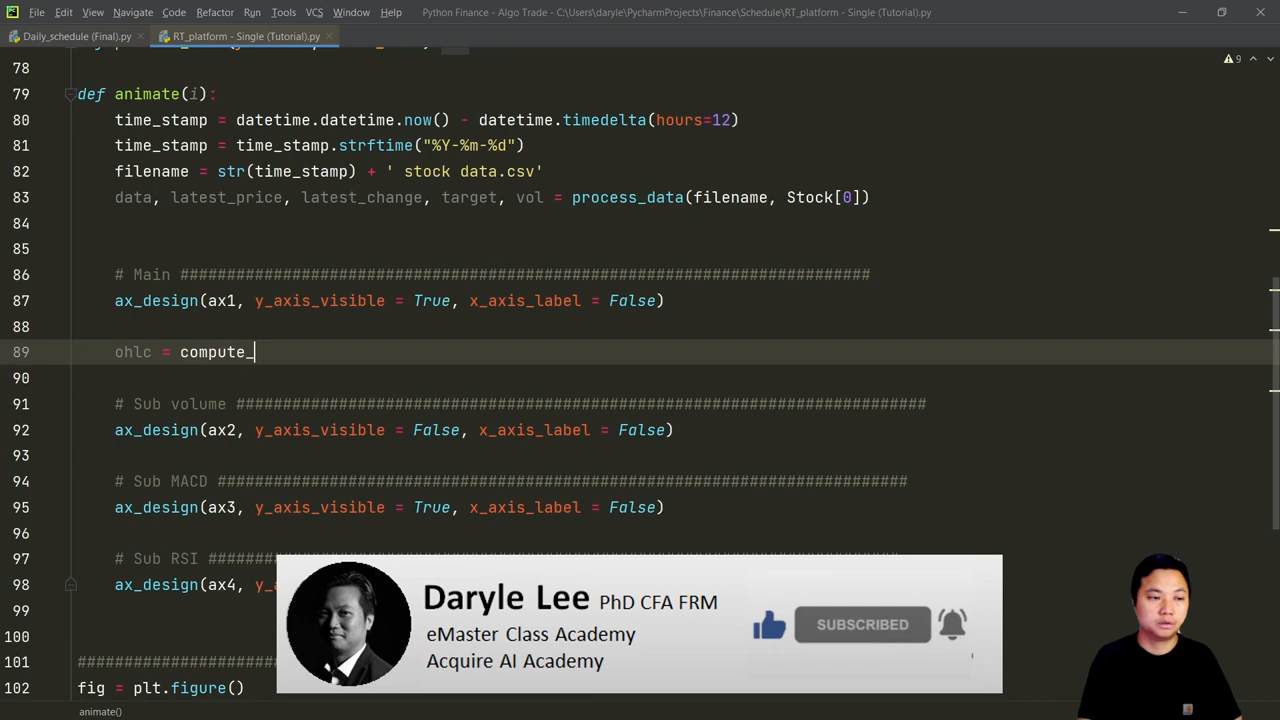 File Edit View Navigate Code Refactor Run Tools VCS Window Help Python Finance - Algo Trade - C:\Users\daryle\PycharmProjects\Finance\Schedule\RT_platform - Single (Tutorial).py
Daily_schedule (Final).py RT_platform - Single (Tutorial).py
9
78
79 def animate(i):
80 time_stamp = datetime.datetime.now() - datetime.timedelta(hours=12)
81 time_stamp = time_stamp.strftime("%Y-%m-%d")
82 filename = str(time_stamp) + ' stock data.csv'
83 data, latest_price, latest_change, target, vol = process_data(filename, Stock[0])
84
85
86 # Main ##########################################################################
87 ax_design(ax1, y_axis_visible = True, x_axis_label = False)
88
89 ohlc = compute_
90
91 # Sub volume ##########################################################################
92 ax_design(ax2, y_axis_visible = False, x_axis_label = False)
93
94 # Sub MACD ##########################################################################
95 ax_design(ax3, y_axis_visible = True, x_axis_label = False)
96
97 # Sub RSI ########
98 ax_design(ax4,
99
100
101 #####################
102 fig = plt.figure()
Daryle Lee PhD CFA FRM
eMaster Class Academy
Acquire AI Academy
SUBSCRIBED
animate()